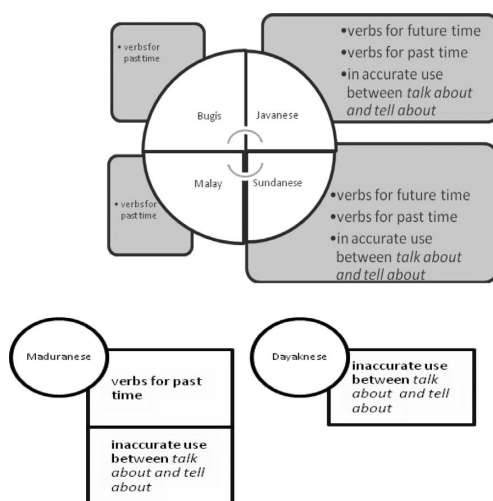 • verbs for
past time
•verbs for future time
•verbs for past time
•in accurate use
between talk about
and tell about
Bugis
Javanese
Malay
Sundanese
• verbs for
past time
•verbs for future time
•verbs for past time
•in accurate use
between talk about
and tell about
Maduranese
verbs for past
time
inaccurate use
between talk
about and tell
about
Dayaknese
inaccurate use
between talk
about and tell
about